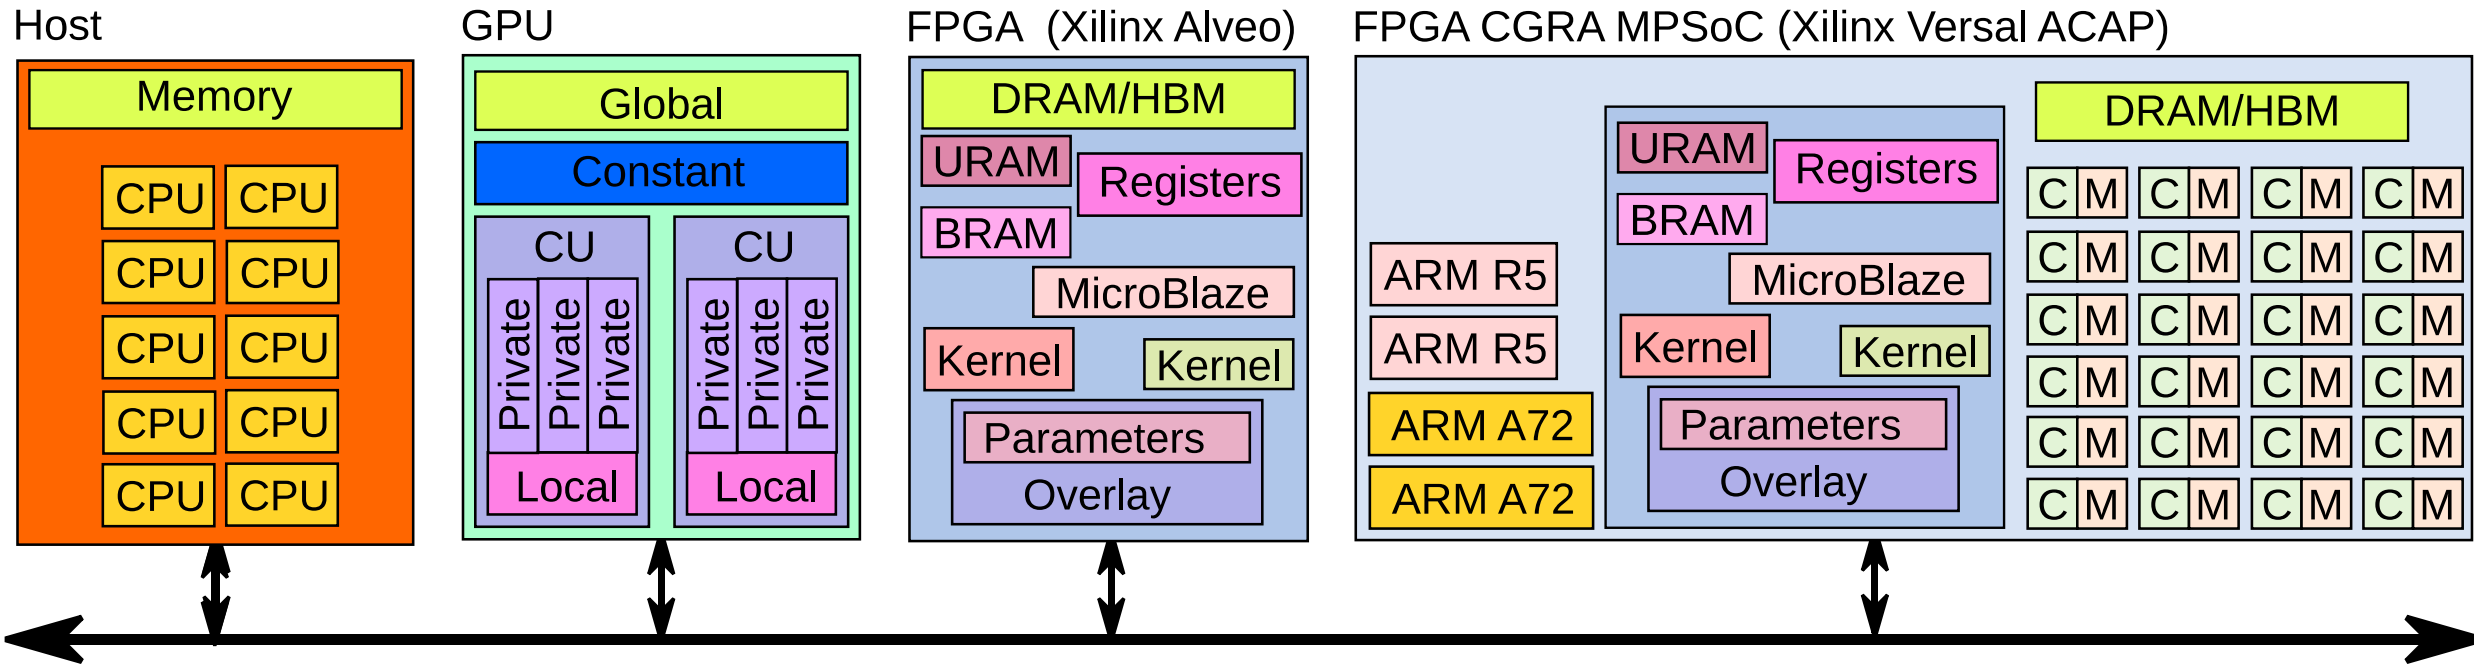 Host
Memory
CPU CPU
CPU CPU
CPU CPU
CPU CPU
CPU CPU
GPU
Global
Constant
CU
Private Private Private
Local
CU
Private Private Private
Local
FPGA (Xilinx Alveo)
DRAM/HBM
URAM
Registers
BRAM
MicroBlaze
Kernel
Kernel
Parameters
Overlay
FPGA CGRA MPSoC (Xilinx Versal ACAP)
ARM R5
ARM R5
ARM A72
ARM A72
URAM
Registers
BRAM
MicroBlaze
Kernel
Kernel
Parameters
Overlay
DRAM/HBM
C M C M C M C M
C M C M C M C M
C M C M C M C M
C M C M C M C M
C M C M C M C M
C M C M C M C M